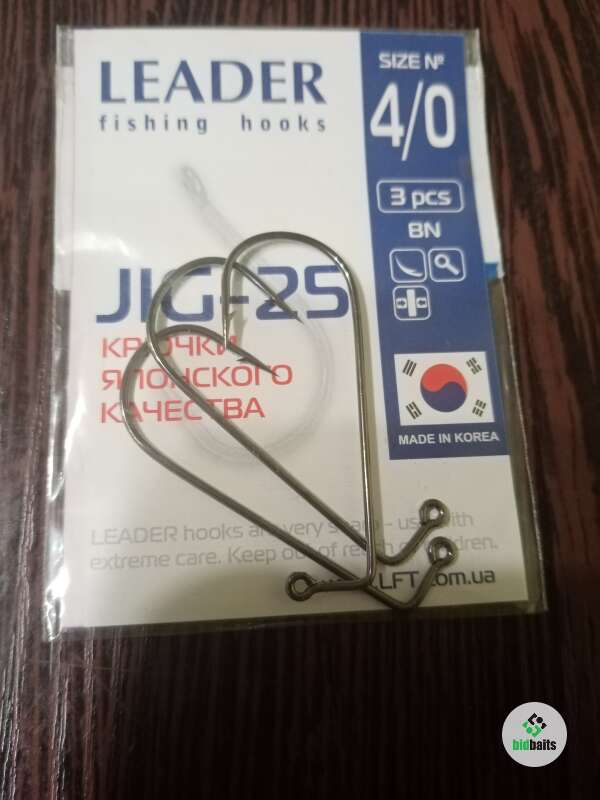 LEADER
fishing hooks
SIZE №
4/0
3 pcs
BN
JIG-25
КРЮЧКИ
ЯПОНСКОГО
КАЧЕСТВА
MADE IN KOREA
LEADER hooks are very sharp - use with
extreme care. Keep out of reach of children.
LFT.com.ua
bidbaits